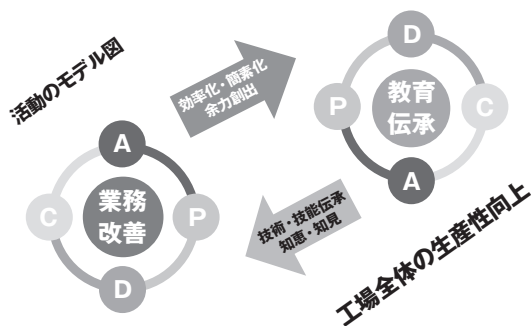 活動のモデル図
効率化・簡素化
余力創出
D
P
教育
伝承
C
A
A
C
業務
改善
P
D
技術・技能伝承
知恵・知見
工場全体の生産性向上